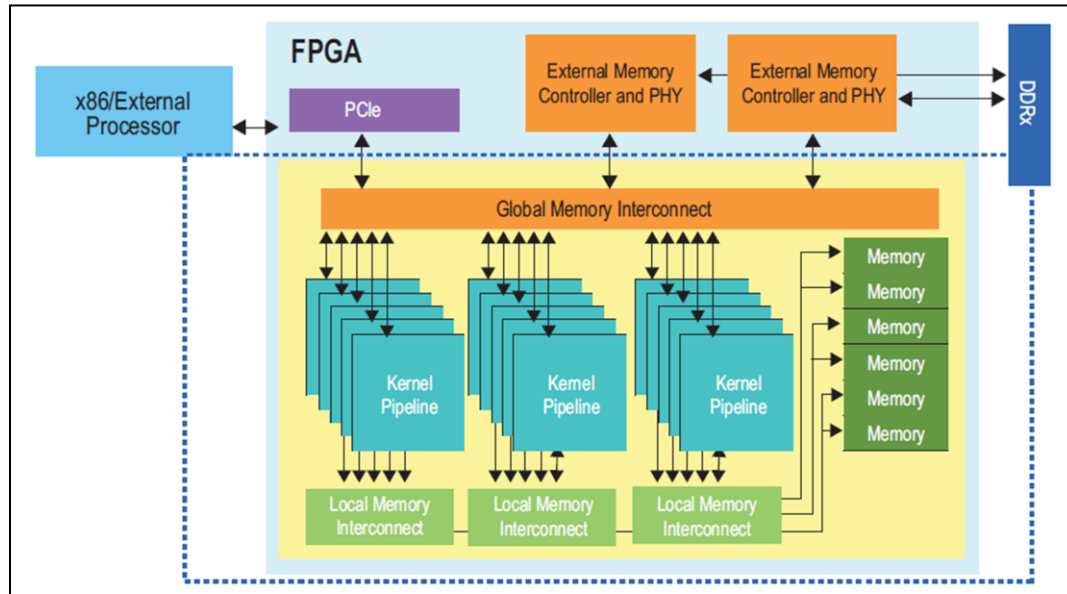 FPGA
x86/External
Processor
PCIe
External Memory
Controller and PHY
External Memory
Controller and PHY
DDRx
Global Memory Interconnect
Kernel
Pipeline
Kernel
Pipeline
Kernel
Pipeline
Memory
Memory
Memory
Memory
Memory
Memory
Local Memory
Interconnect
Local Memory
Interconnect
Local Memory
Interconnect